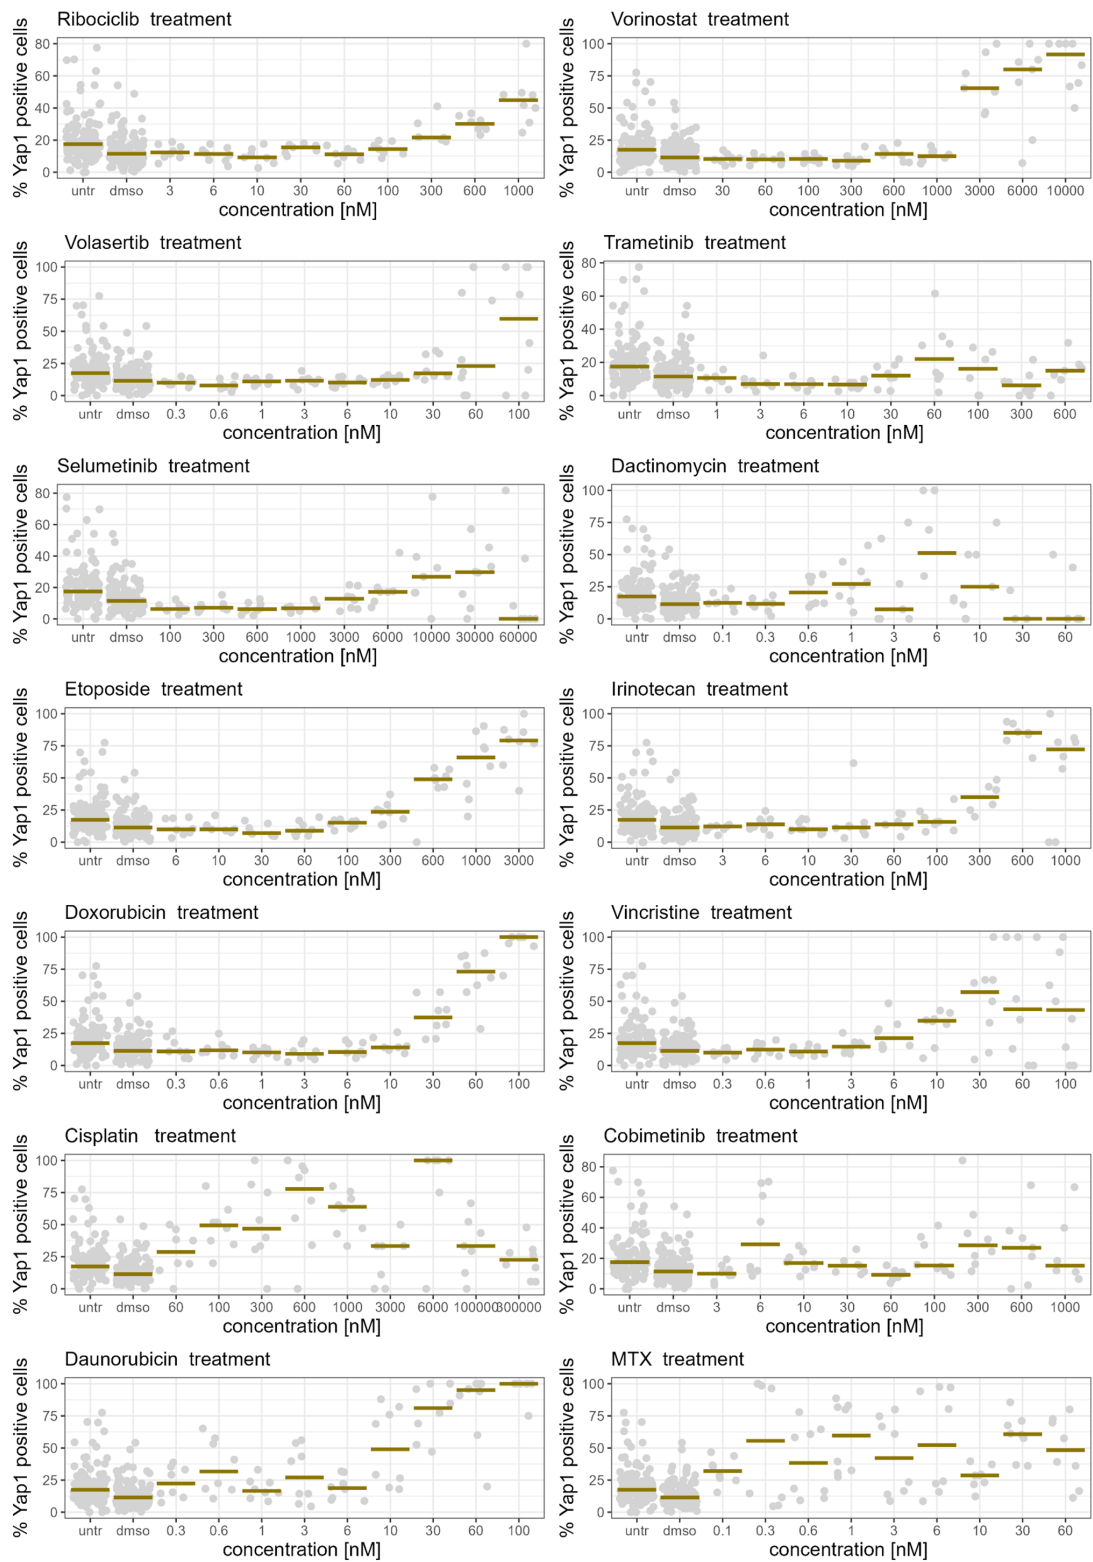 Ribociclib treatment
% Yap1 positive cells
80
60
40
20
0
untr dmso 3 6 10 30 60 100 300 600 1000
concentration [nM]
Vorinostat treatment
% Yap1 positive cells
100
75
50
25
0
untr dmso 30 60 100 300 600 1000 3000 6000 10000
concentration [nM]
Volasertib treatment
% Yap1 positive cells
100
75
50
25
0
untr dmso 0.3 0.6 1 3 6 10 30 60 100
concentration [nM]
Trametinib treatment
% Yap1 positive cells
80
60
40
20
0
untr dmso 1 3 6 10 30 60 100 300 600
concentration [nM]
Selumetinib treatment
% Yap1 positive cells
80
60
40
20
0
untr dmso 100 300 600 1000 3000 6000 10000 30000 60000
concentration [nM]
Dactinomycin treatment
% Yap1 positive cells
100
75
50
25
0
untr dmso 0.1 0.3 0.6 1 3 6 10 30 60
concentration [nM]
Etoposide treatment
% Yap1 positive cells
100
75
50
25
0
untr dmso 6 10 30 60 100 300 600 1000 3000
concentration [nM]
Irinotecan treatment
% Yap1 positive cells
100
75
50
25
0
untr dmso 3 6 10 30 60 100 300 600 1000
concentration [nM]
Doxorubicin treatment
% Yap1 positive cells
100
75
50
25
0
untr dmso 0.3 0.6 1 3 6 10 30 60 100
concentration [nM]
Vincristine treatment
% Yap1 positive cells
100
75
50
25
0
untr dmso 0.3 0.6 1 3 6 10 30 60 100
concentration [nM]
Cisplatin treatment
% Yap1 positive cells
100
75
50
25
0
untr dmso 60 100 300 600 1000 3000 6000 100000 300000
concentration [nM]
Cobimetinib treatment
% Yap1 positive cells
80
60
40
20
0
untr dmso 3 6 10 30 60 100 300 600 1000
concentration [nM]
Daunorubicin treatment
% Yap1 positive cells
100
75
50
25
0
untr dmso 0.3 0.6 1 3 6 10 30 60 100
concentration [nM]
MTX treatment
% Yap1 positive cells
100
75
50
25
0
untr dmso 0.1 0.3 0.6 1 3 6 10 30 60
concentration [nM]